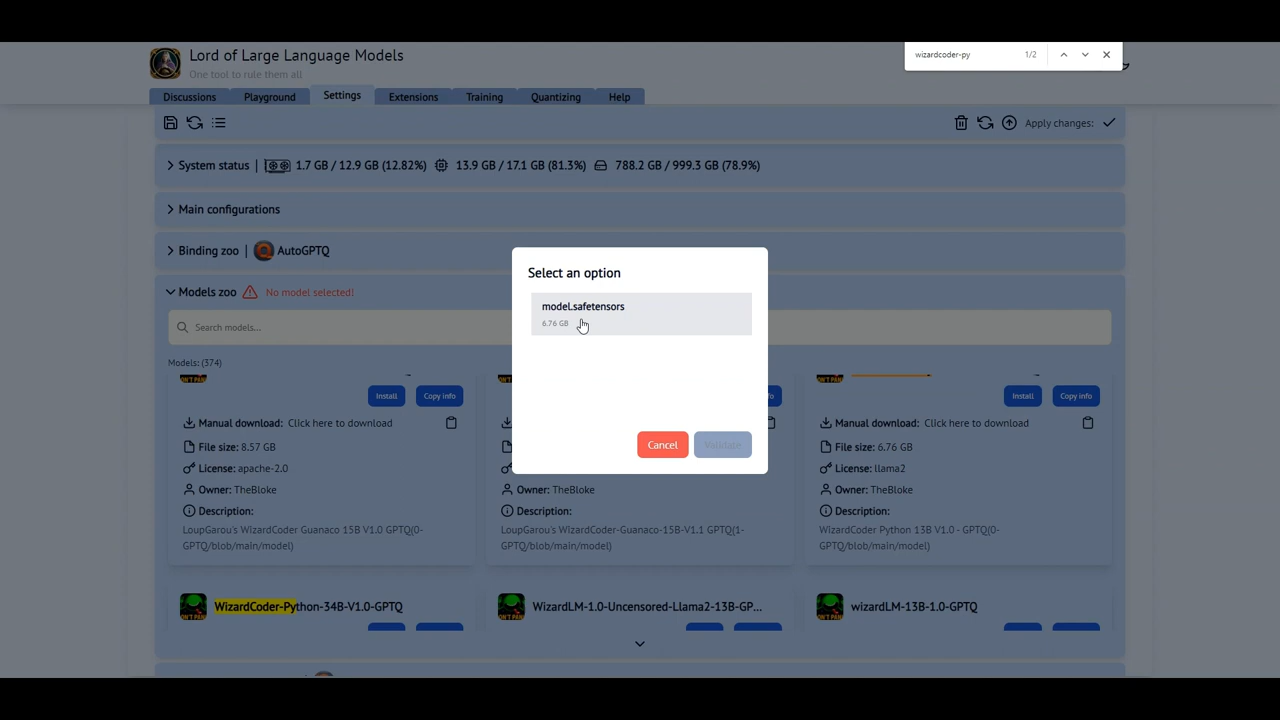 Lord of Large Language Models
One tool to rule them all
wizardcoder-py 1/2
Discussions Playground Settings Extensions Training Quantizing Help
Apply changes:
System status | 1.7 GB / 12.9 GB (12.82%) 13.9 GB / 17.1 GB (81.3%) 788.2 GB / 999.3 GB (78.9%)
Main configurations
Binding zoo | AutoGPTQ
Models zoo No model selected!
Search models...
Models: (374)
Select an option
model.safetensors
6.76 GB
Cancel Validate
Install Copy info
Manual download: Click here to download
File size: 8.57 GB
License: apache-2.0
Owner: TheBloke
Description:
LoupGarou's WizardCoder Guanaco 15B V1.0 GPTQ(0-
GPTQ/blob/main/model)
Owner: TheBloke
Description:
LoupGarou's WizardCoder-Guanaco-15B-V1.1 GPTQ(1-
GPTQ/blob/main/model)
Install Copy info
Manual download: Click here to download
File size: 6.76 GB
License: llama2
Owner: TheBloke
Description:
WizardCoder Python 13B V1.0 - GPTQ(0-
GPTQ/blob/main/model)
WizardCoder-Python-34B-V1.0-GPTQ
WizardLM-1.0-Uncensored-Llama2-13B-GP...
wizardLM-13B-1.0-GPTQ